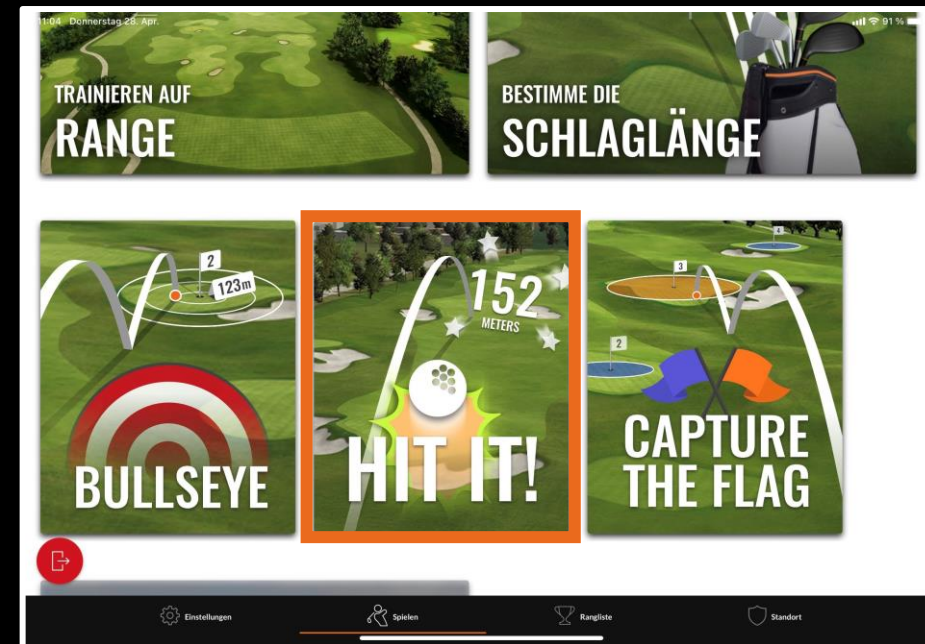 11:04 Donnerstag 28. Apr.
91 %
TRAINIEREN AUF
RANGE
BESTIMME DIE
SCHLAGLÄNGE
2
123m
BULLSEYE
152
METERS
HIT IT!
4
3
2
CAPTURE
THE FLAG
Einstellungen
Spielen
Rangliste
Standort